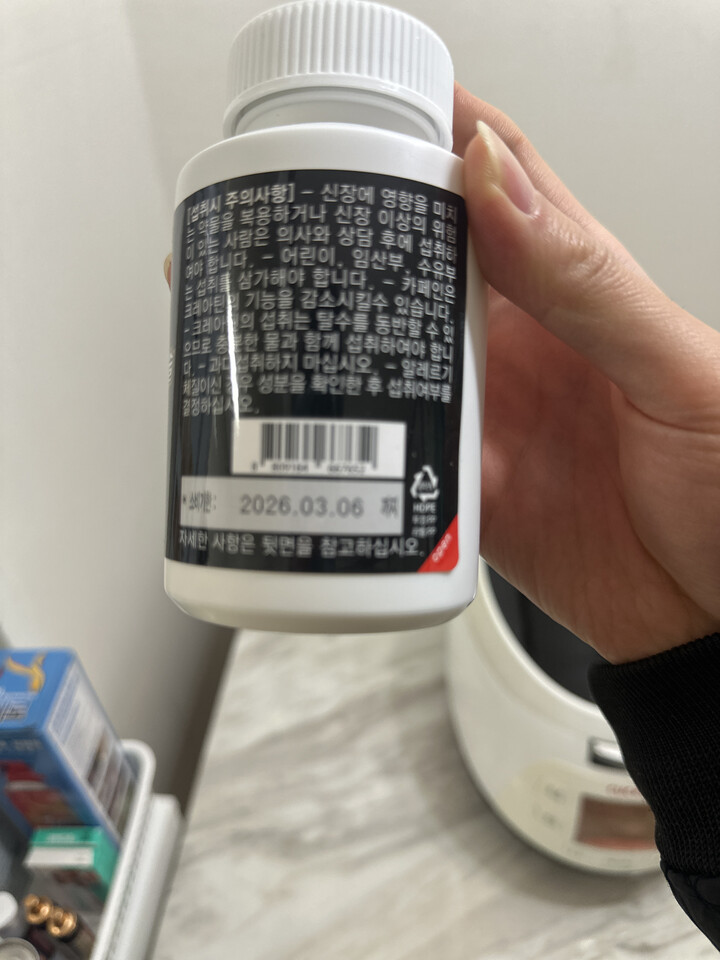 [섭취시 주의사항] - 신장에 영향을 미치
는 약물을 복용하거나 신장 이상의 위험
이 있는 사람은 의사와 상담 후에 섭취하
여야 합니다. - 어린이, 임산부, 수유부
는 섭취를 삼가해야 합니다. - 카페인은
크레아틴의 기능을 감소시킬수 있습니다.
- 크레아틴의 섭취는 탈수를 동반할 수 있
으므로 충분한 물과 함께 섭취하여야 합니
다. - 과다섭취하지 마십시오. - 알레르기
체질이신 경우 성분을 확인한 후 섭취여부를
결정하십시오.
* 소비기한: 2026.03.06
HDPE
자세한 사항은 뒷면을 참고하십시오.
open